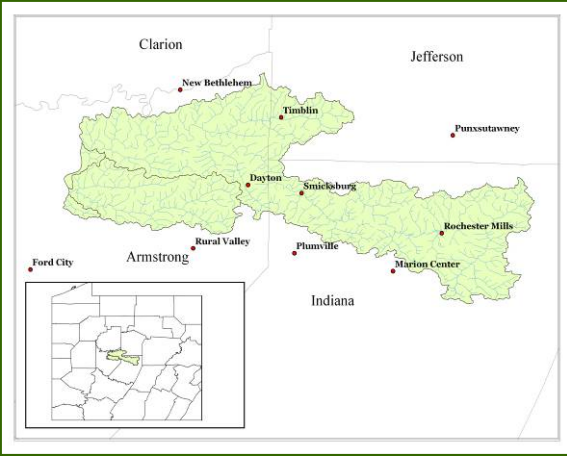 Clarion
Jefferson
New Bethlehem
Timblin
Punxsutawney
Dayton
Smicksburg
Rochester Mills
Rural Valley
Plumville
Armstrong
Ford City
Marion Center
Indiana